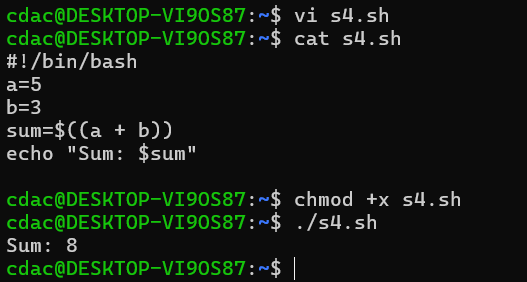 cdac@DESKTOP-VI9OS87:~$ vi s4.sh
cdac@DESKTOP-VI9OS87:~$ cat s4.sh
#!/bin/bash
a=5
b=3
sum=$((a + b))
echo "Sum: $sum"

cdac@DESKTOP-VI9OS87:~$ chmod +x s4.sh
cdac@DESKTOP-VI9OS87:~$ ./s4.sh
Sum: 8
cdac@DESKTOP-VI9OS87:~$